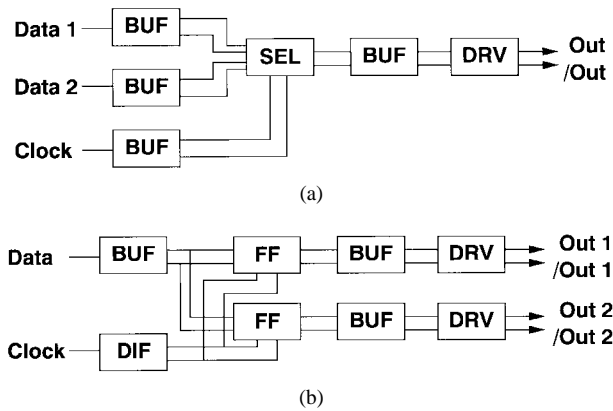 Data 1
BUF
Data 2
BUF
Clock
BUF
SEL
BUF
DRV
Out
/Out
(a)
Data
BUF
FF
BUF
DRV
Out 1
/Out 1
Clock
DIF
FF
BUF
DRV
Out 2
/Out 2
(b)